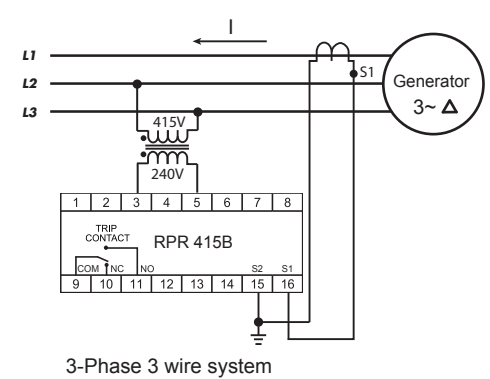 I
L1
S1
L2
Generator
3~ Δ
L3
415V
240V
1 2 3 4 5 6 7 8
TRIP
CONTACT
RPR 415B
COM NC NO S2 S1
9 10 11 12 13 14 15 16
3-Phase 3 wire system